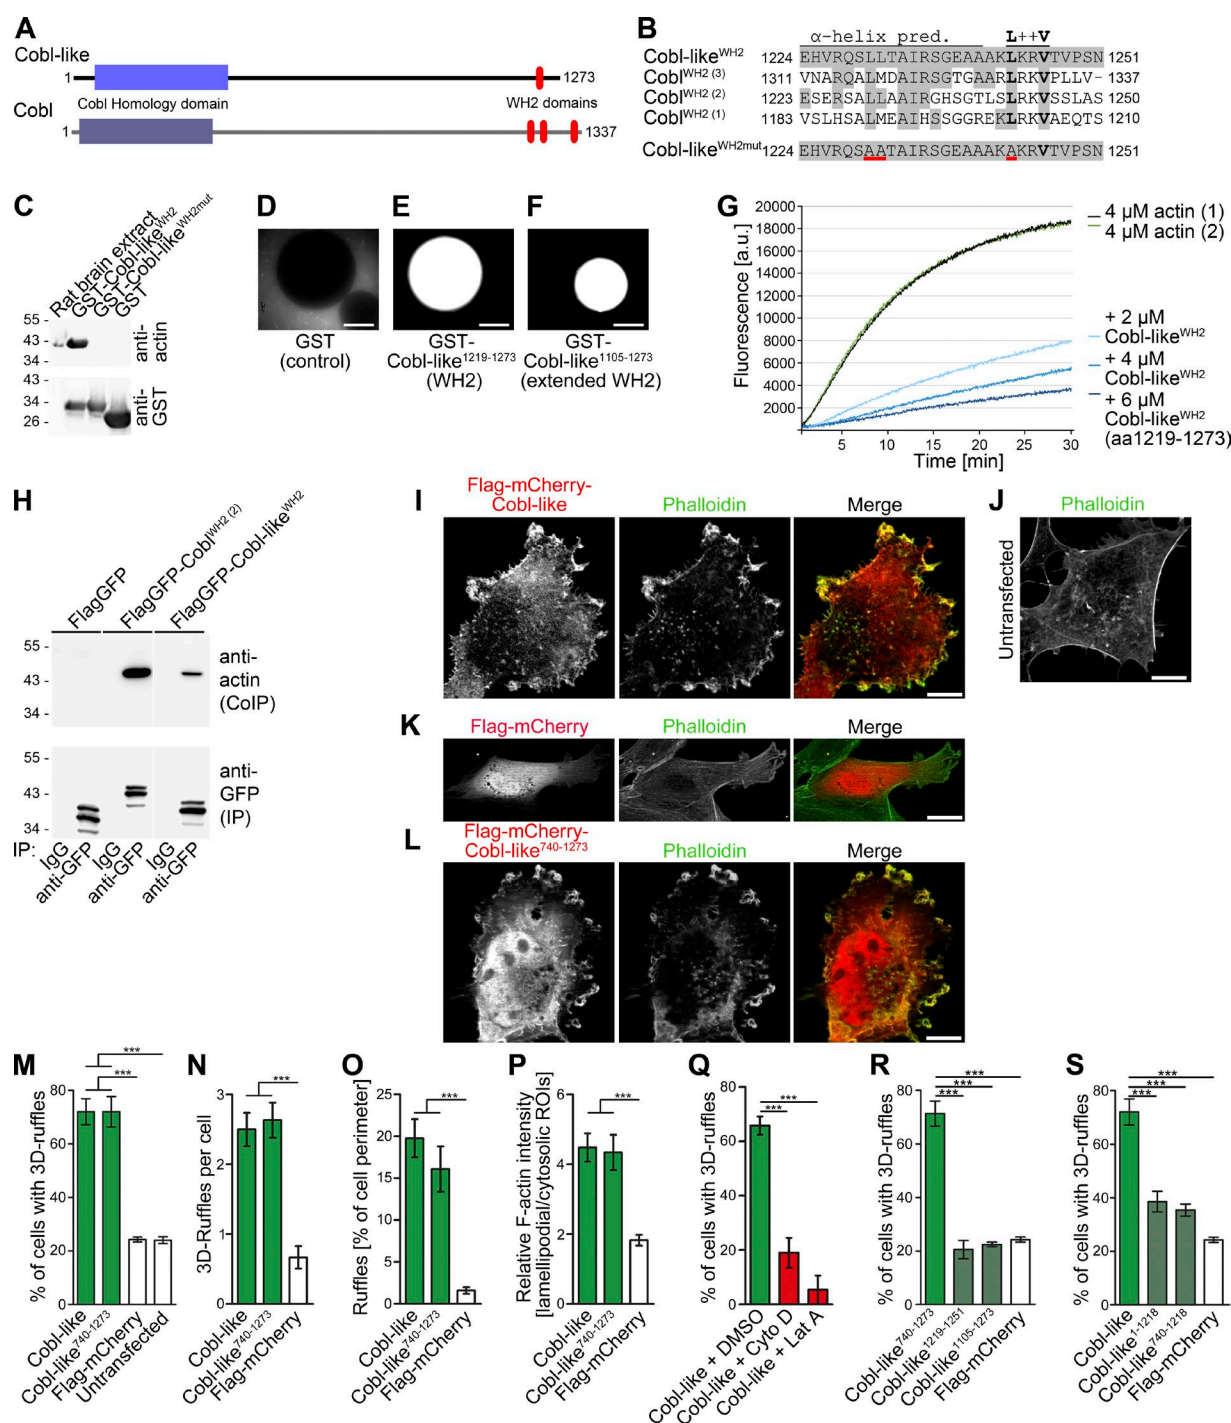 A
Cobl-like
1
1273
Cobl Homology domain
WH2 domains
Cobl
1
1337
B
α-helix pred. L++V
Cobl-like^WH2 1224 EHVRQSLLTAIRSGEAAAKLKRVTVPSN 1251
Cobl^WH2 (3) 1311 VNARQALMDAIRSGTGAARLRKVPLLV- 1337
Cobl^WH2 (2) 1223 ESERSALLAAIRGHSGTLSLRKVSSLAS 1250
Cobl^WH2 (1) 1183 VSLHSALMEAIHSSGGREKLRKVAEQTS 1210
Cobl-like^WH2mut 1224 EHVRQSAATAIRSGEAAAKAKRVTVPSN 1251
C
Rat brain extract
GST-Cobl-like^WH2
GST-Cobl-like^WH2mut
GST
55 -
43 -
34 -
anti-actin
43 -
34 -
26 -
anti-GST
D
GST
(control)
E
GST-
Cobl-like^1219-1273
(WH2)
F
GST-
Cobl-like^1105-1273
(extended WH2)
G
Fluorescence [a.u.]
20000
18000
16000
14000
12000
10000
8000
6000
4000
2000
5 10 15 20 25 30
Time [min]
4 µM actin (1)
4 µM actin (2)
+ 2 µM
Cobl-like^WH2
+ 4 µM
Cobl-like^WH2
+ 6 µM
Cobl-like^WH2
(aa1219-1273)
H
FlagGFP
FlagGFP-Cobl^WH2 (2)
FlagGFP-Cobl-like^WH2
55 -
43 -
34 -
anti-
actin
(CoIP)
55 -
43 -
34 -
anti-
GFP
(IP)
IP:
IgG
anti-GFP
IgG
anti-GFP
IgG
anti-GFP
I
Flag-mCherry-
Cobl-like
Phalloidin
Merge
J
Phalloidin
Untransfected
K
Flag-mCherry
Phalloidin
Merge
L
Flag-mCherry-
Cobl-like^740-1273
Phalloidin
Merge
M
% of cells with 3D-ruffles
80
60
40
20
0
***
***
Cobl-like
Cobl-like^740-1273
Flag-mCherry
Untransfected
N
3D-Ruffles per cell
3
2
1
0
***
Cobl-like
Cobl-like^740-1273
Flag-mCherry
O
Ruffles [% of cell perimeter]
25
20
15
10
5
0
***
Cobl-like
Cobl-like^740-1273
Flag-mCherry
P
Relative F-actin intensity
[lamellipodial/cytosolic ROIs]
6
4
2
0
***
Cobl-like
Cobl-like^740-1273
Flag-mCherry
Q
% of cells with 3D-ruffles
80
60
40
20
0
***
***
Cobl-like + DMSO
Cobl-like + Cyto D
Cobl-like + Lat A
R
% of cells with 3D-ruffles
80
60
40
20
0
***
***
***
Cobl-like^740-1273
Cobl-like^1219-1251
Cobl-like^1105-1273
Flag-mCherry
S
% of cells with 3D-ruffles
80
60
40
20
0
***
***
***
Cobl-like
Cobl-like^1-1218
Cobl-like^740-1218
Flag-mCherry